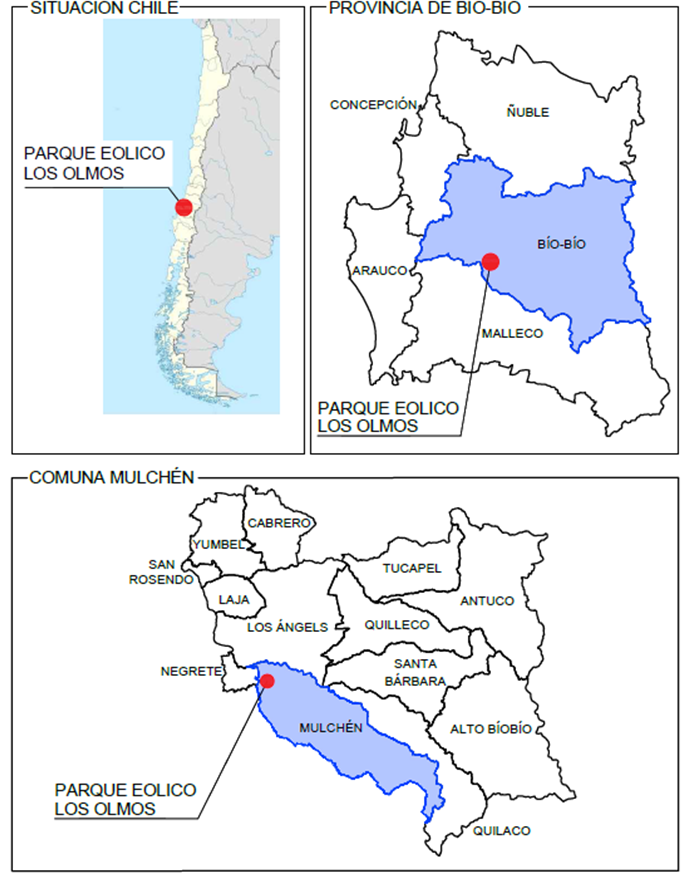 SITUACION CHILE
PARQUE EOLICO
LOS OLMOS
PROVINCIA DE BIO-BIO
CONCEPCIÓN
ÑUBLE
BÍO-BÍO
ARAUCO
MALLECO
PARQUE EOLICO
LOS OLMOS
COMUNA MULCHÉN
CABRERO
YUMBEL
SAN
ROSENDO
TUCAPEL
LAJA
ANTUCO
LOS ÁNGELS
QUILLECO
NEGRETE
SANTA
BÁRBARA
MULCHÉN
ALTO BÍOBÍO
PARQUE EOLICO
LOS OLMOS
QUILACO